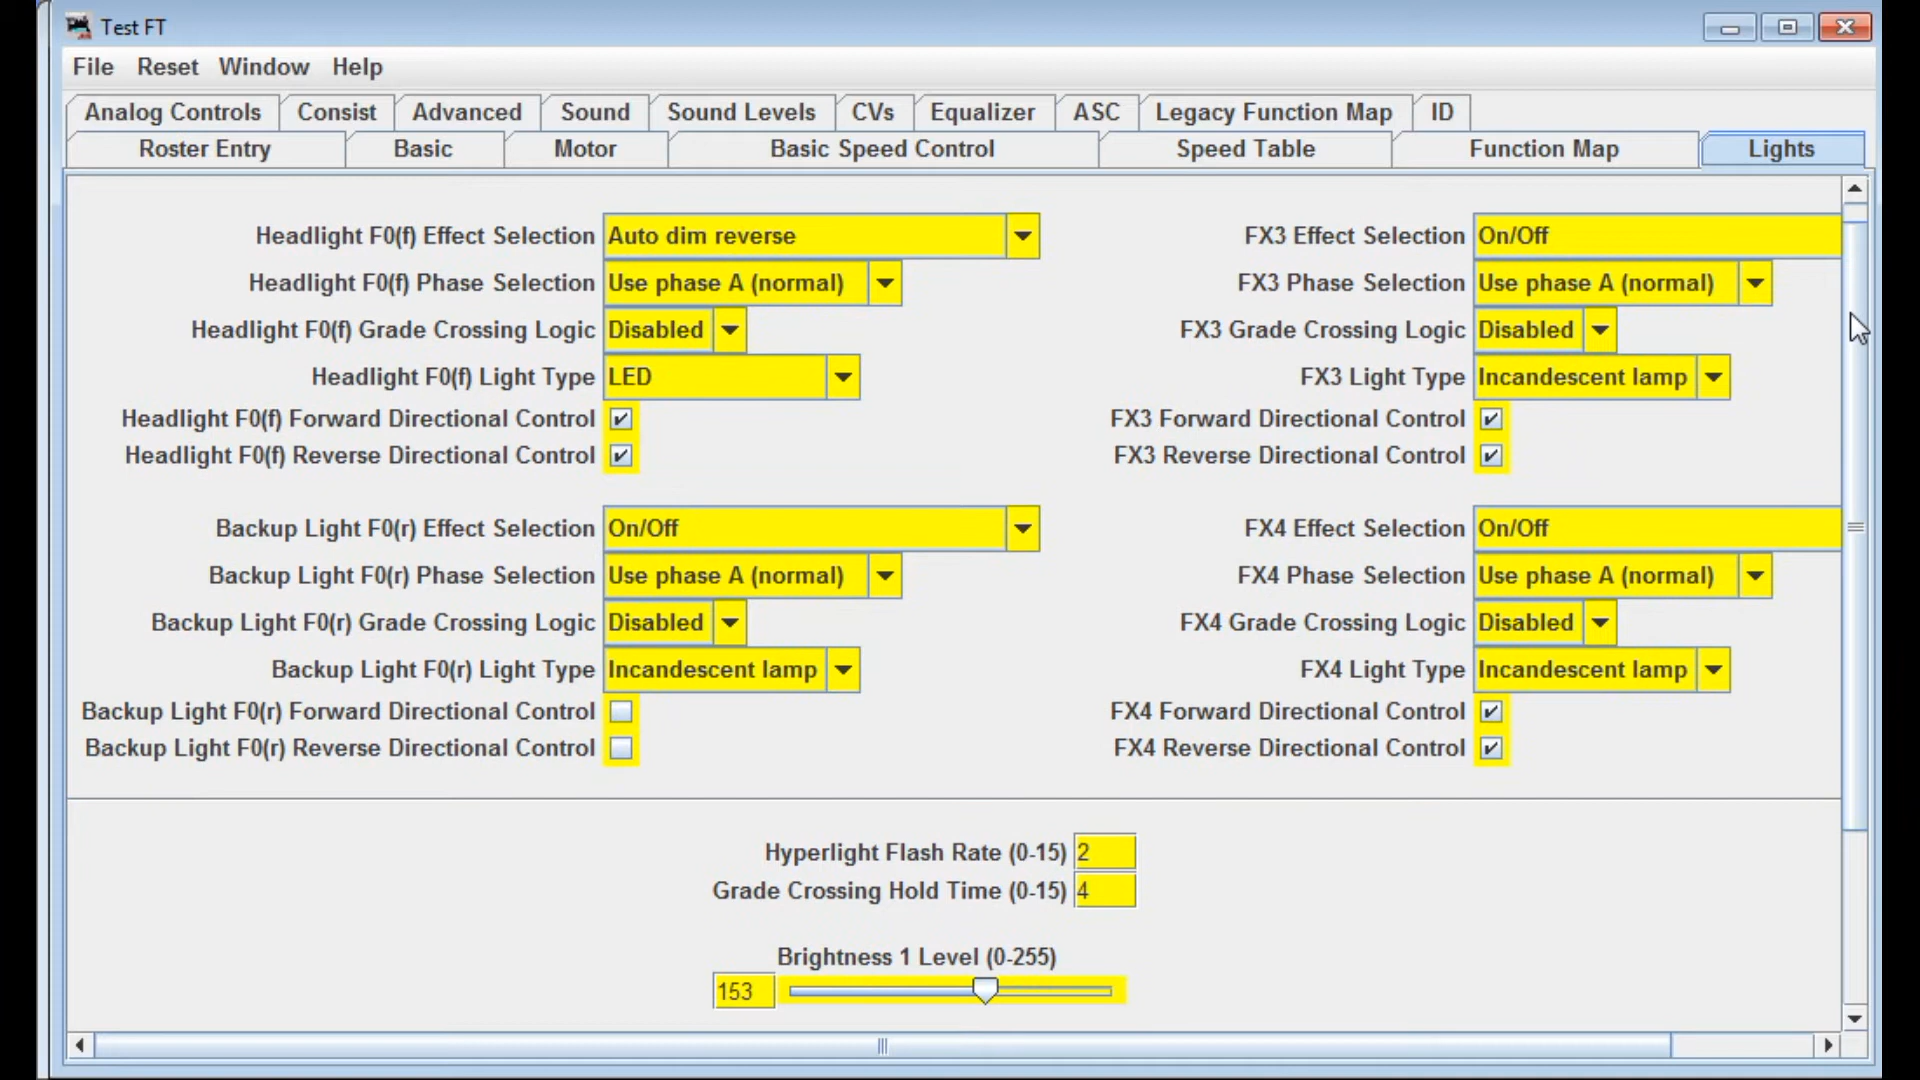 Test FT
File Reset Window Help
Analog Controls Consist Advanced Sound Sound Levels CVs Equalizer ASC Legacy Function Map ID
Roster Entry Basic Motor Basic Speed Control Speed Table Function Map Lights
Headlight F0(f) Effect Selection Auto dim reverse FX3 Effect Selection On/Off
Headlight F0(f) Phase Selection Use phase A (normal) FX3 Phase Selection Use phase A (normal)
Headlight F0(f) Grade Crossing Logic Disabled FX3 Grade Crossing Logic Disabled
Headlight F0(f) Light Type LED FX3 Light Type Incandescent lamp
Headlight F0(f) Forward Directional Control FX3 Forward Directional Control
Headlight F0(f) Reverse Directional Control FX3 Reverse Directional Control
Backup Light F0(r) Effect Selection On/Off FX4 Effect Selection On/Off
Backup Light F0(r) Phase Selection Use phase A (normal) FX4 Phase Selection Use phase A (normal)
Backup Light F0(r) Grade Crossing Logic Disabled FX4 Grade Crossing Logic Disabled
Backup Light F0(r) Light Type Incandescent lamp FX4 Light Type Incandescent lamp
Backup Light F0(r) Forward Directional Control FX4 Forward Directional Control
Backup Light F0(r) Reverse Directional Control FX4 Reverse Directional Control
Hyperlight Flash Rate (0-15) 2
Grade Crossing Hold Time (0-15) 4
Brightness 1 Level (0-255)
153